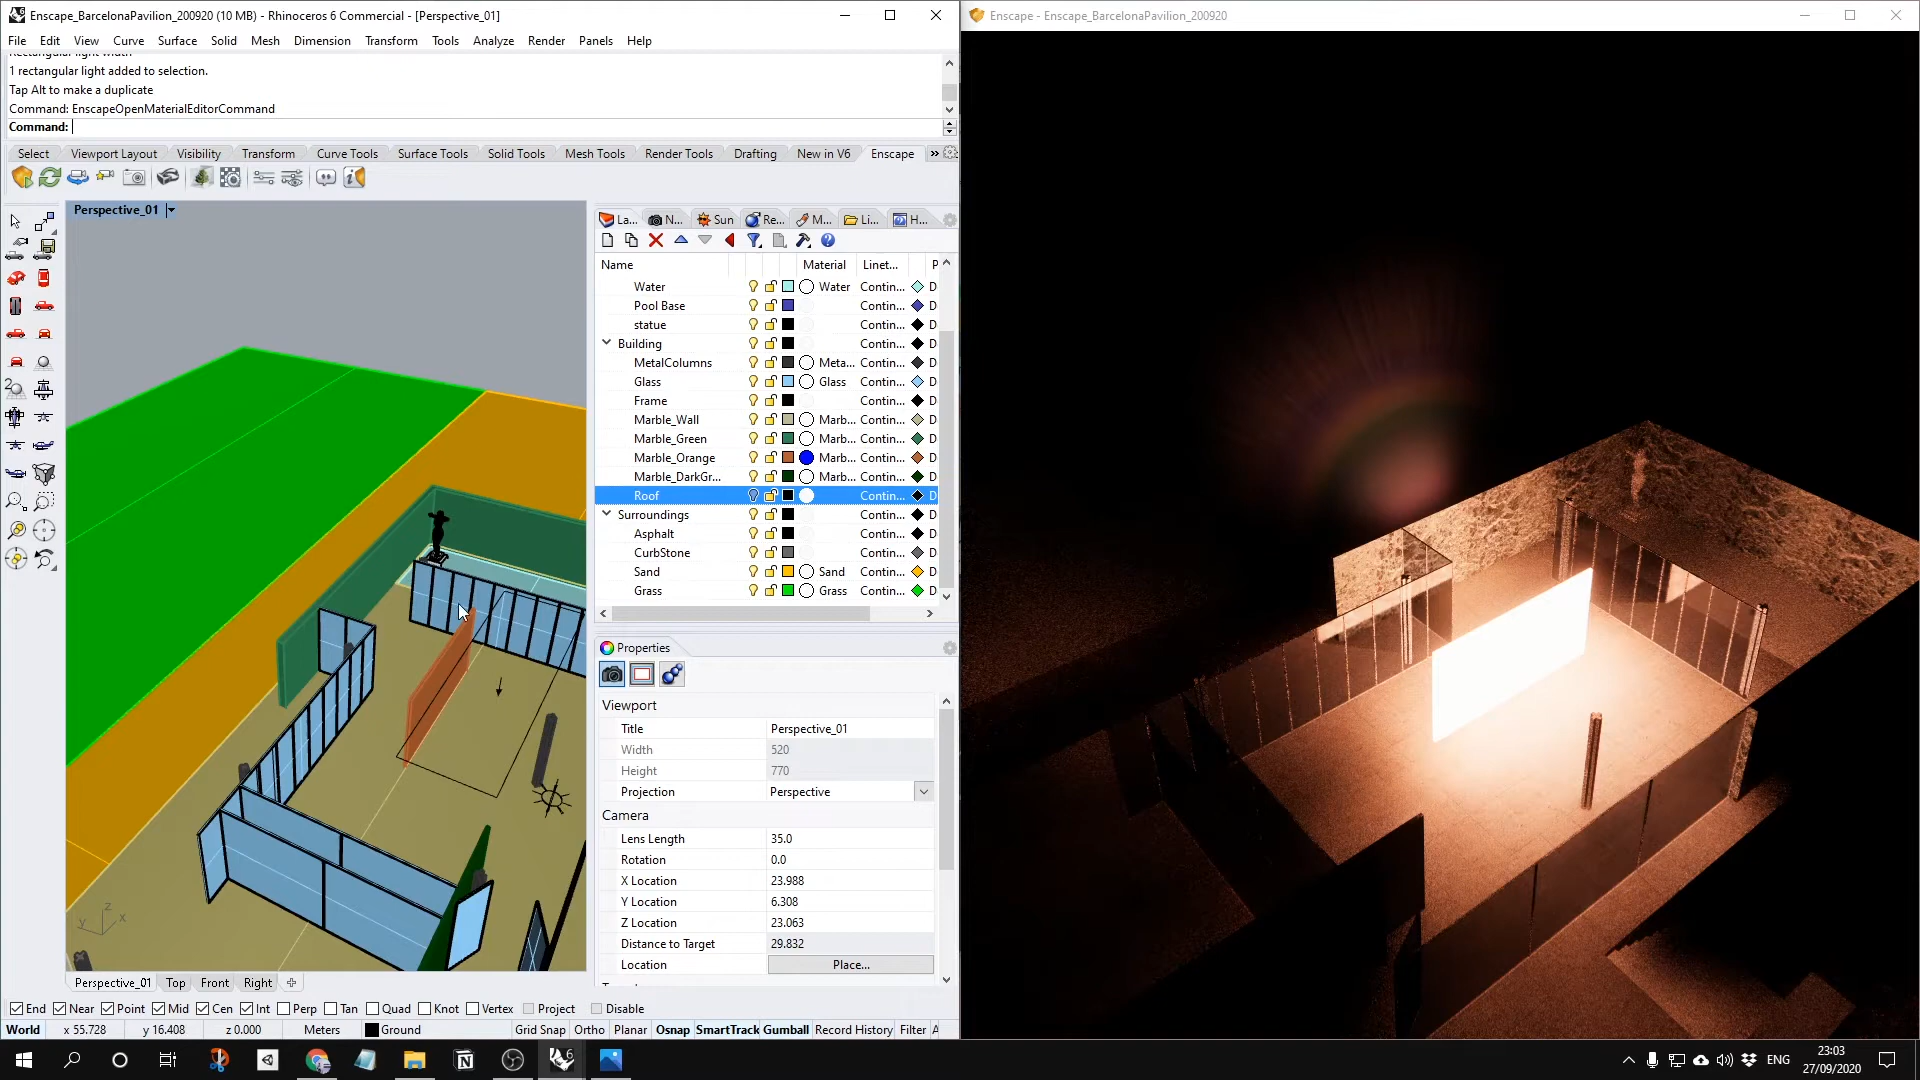 Enscape_BarcelonaPavilion_200920 (10 MB) - Rhinoceros 6 Commercial - [Perspective_01]
Enscape - Enscape_BarcelonaPavilion_200920
File Edit View Curve Surface Solid Mesh Dimension Transform Tools Analyze Render Panels Help
Rectangular light width
1 rectangular light added to selection.
Tap Alt to make a duplicate
Command: EnscapeOpenMaterialEditorCommand
Command:
Select Viewport Layout Visibility Transform Curve Tools Surface Tools Solid Tools Mesh Tools Render Tools Drafting New in V6 Enscape »
Perspective_01
La... N... Sun Re... M... Li... H...
Name Material Linet... P
Water Water Contin... D
Pool Base Contin... D
statue Contin... D
Building Contin... D
MetalColumns Meta... Contin... D
Glass Glass Contin... D
Frame Contin... D
Marble_Wall Marb... Contin... D
Marble_Green Marb... Contin... D
Marble_Orange Marb... Contin... D
Marble_DarkGr... Marb... Contin... D
Roof Contin... D
Surroundings Contin... D
Asphalt Contin... D
CurbStone Contin... D
Sand Sand Contin... D
Grass Grass Contin... D
Properties
Viewport
Title Perspective_01
Width 520
Height 770
Projection Perspective
Camera
Lens Length 35.0
Rotation 0.0
X Location 23.988
Y Location 6.308
Z Location 23.063
Distance to Target 29.832
Location Place...
z
y x
Perspective_01 Top Front Right
End Near Point Mid Cen Int Perp Tan Quad Knot Vertex Project Disable
World x 55.728 y 16.408 z 0.000 Meters Ground Grid Snap Ortho Planar Osnap SmartTrack Gumball Record History Filter A
ENG
23:03
27/09/2020